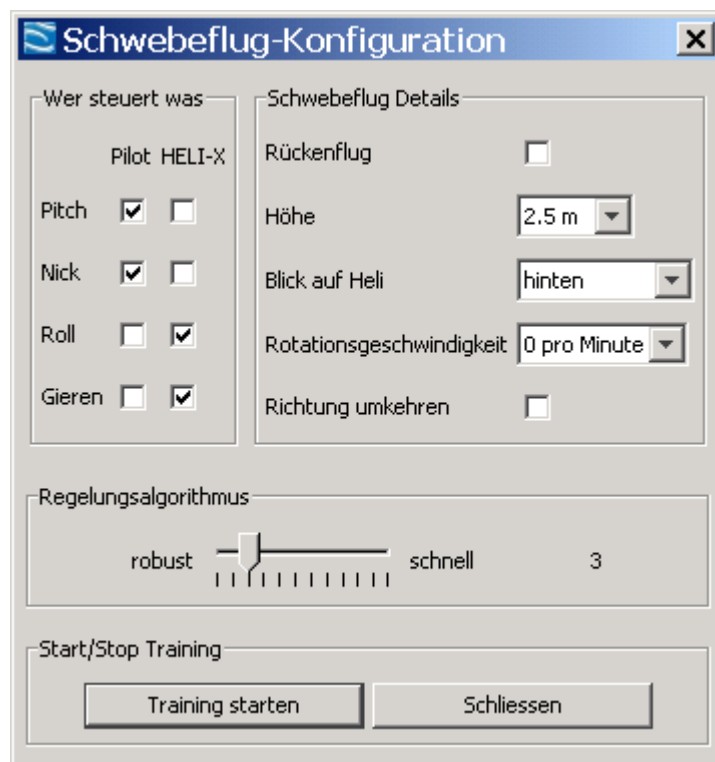 Schwebeflug-Konfiguration
Wer steuert was
Pilot HELI-X
Pitch
Nick
Roll
Gieren
Schwebeflug Details
Rückenflug
Höhe 2.5 m
Blick auf Heli hinten
Rotationsgeschwindigkeit 0 pro Minute
Richtung umkehren
Regelungsalgorithmus
robust schnell 3
Start/Stop Training
Training starten Schliessen